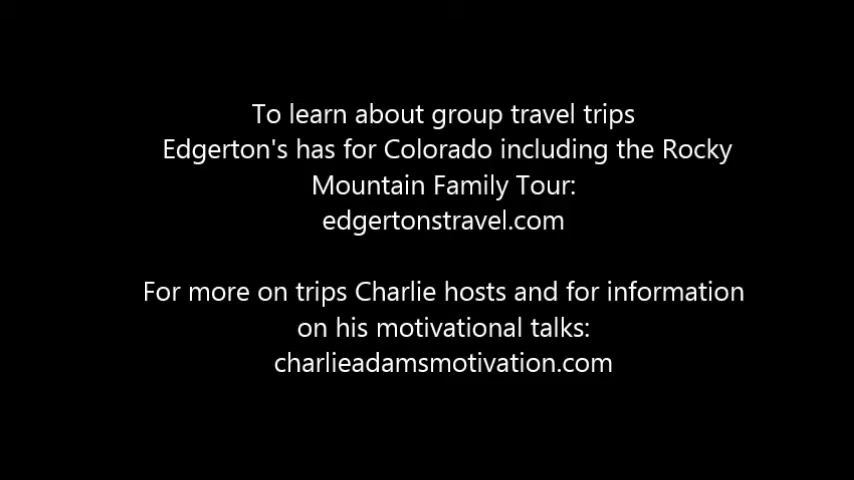 To learn about group travel trips
Edgerton's has for Colorado including the Rocky
Mountain Family Tour:
edgertonstravel.com
For more on trips Charlie hosts and for information
on his motivational talks:
charlieadamsmotivation.com